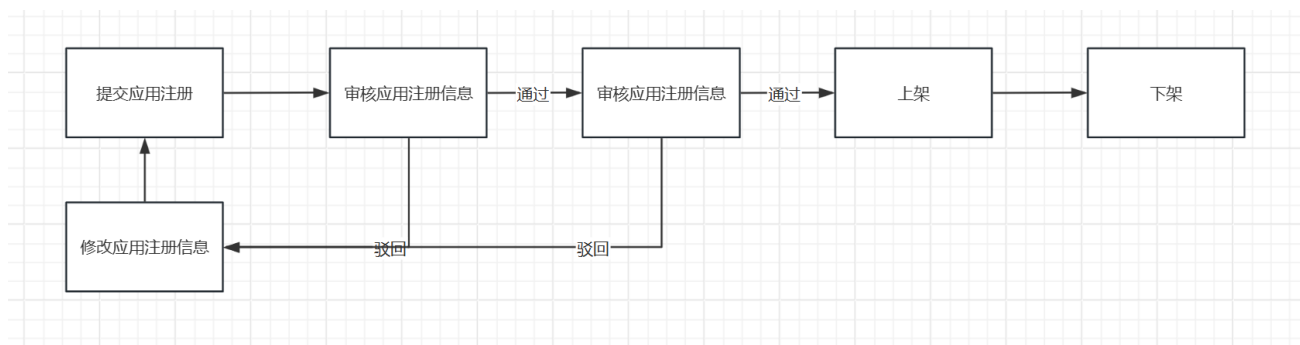 提交应用注册
审核应用注册信息
通过
审核应用注册信息
通过
上架
下架
修改应用注册信息
驳回
驳回